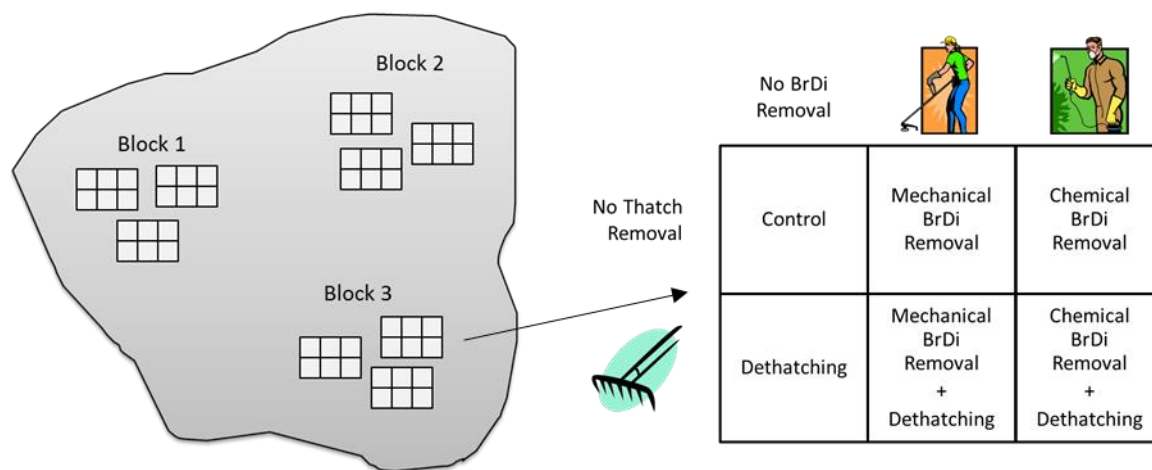 Block 1
Block 2
Block 3
No BrDi
Removal
No Thatch
Removal
Control
Mechanical
BrDi
Removal
Chemical
BrDi
Removal
Dethatching
Mechanical
BrDi
Removal
+
Dethatching
Chemical
BrDi
Removal
+
Dethatching